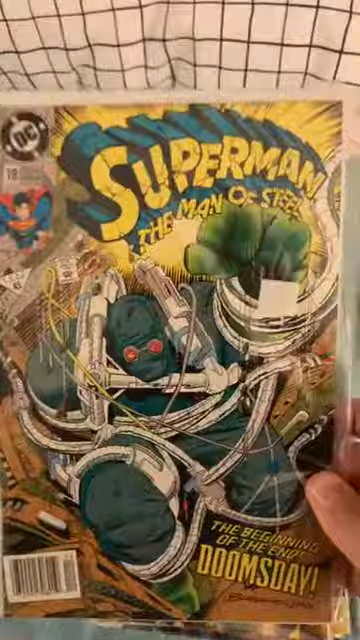 DC
18
SUPERMAN
THE MAN OF STEEL
THE BEGINNING
OF THE END!
DOOMSDAY!